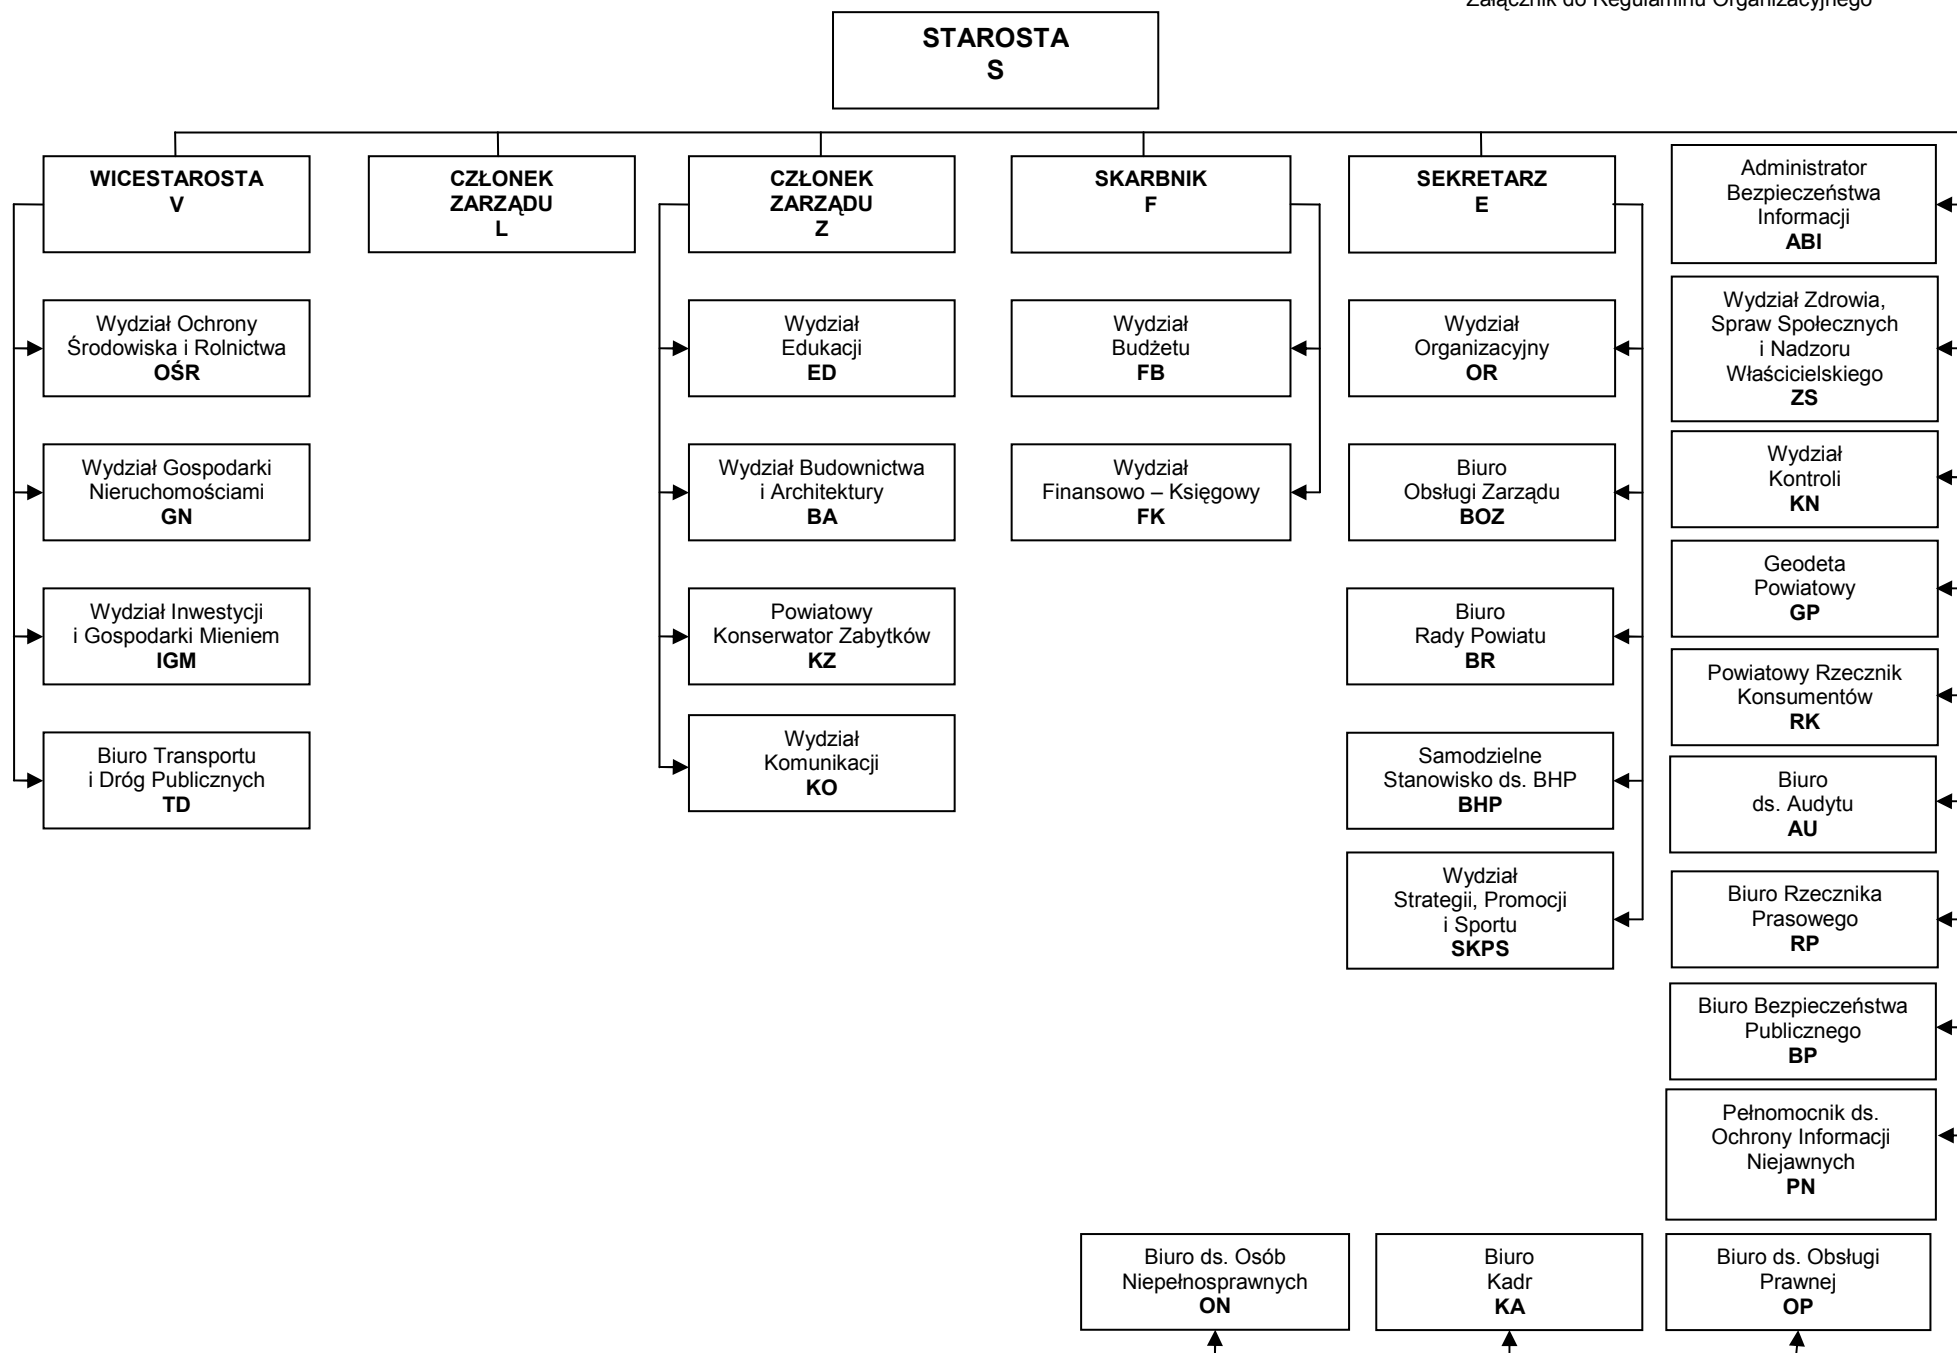 Załącznik do Regulaminu Organizacyjnego
STAROSTA
S
WICESTAROSTA
V
CZŁONEK
ZARZĄDU
L
CZŁONEK
ZARZĄDU
Z
SKARBNIK
F
SEKRETARZ
E
Administrator
Bezpieczeństwa
Informacji
ABI
Wydział Ochrony
Środowiska i Rolnictwa
OŚR
Wydział
Edukacji
ED
Wydział
Budżetu
FB
Wydział
Organizacyjny
OR
Wydział Zdrowia,
Spraw Społecznych
i Nadzoru
Właścicielskiego
ZS
Wydział Gospodarki
Nieruchomościami
GN
Wydział Budownictwa
i Architektury
BA
Wydział
Finansowo – Księgowy
FK
Biuro
Obsługi Zarządu
BOZ
Wydział
Kontroli
KN
Geodeta
Powiatowy
GP
Wydział Inwestycji
i Gospodarki Mieniem
IGM
Powiatowy
Konserwator Zabytków
KZ
Biuro
Rady Powiatu
BR
Powiatowy Rzecznik
Konsumentów
RK
Biuro Transportu
i Dróg Publicznych
TD
Wydział
Komunikacji
KO
Samodzielne
Stanowisko ds. BHP
BHP
Biuro
ds. Audytu
AU
Wydział
Strategii, Promocji
i Sportu
SKPS
Biuro Rzecznika
Prasowego
RP
Biuro Bezpieczeństwa
Publicznego
BP
Pełnomocnik ds.
Ochrony Informacji
Niejawnych
PN
Biuro ds. Osób
Niepełnosprawnych
ON
Biuro
Kadr
KA
Biuro ds. Obsługi
Prawnej
OP